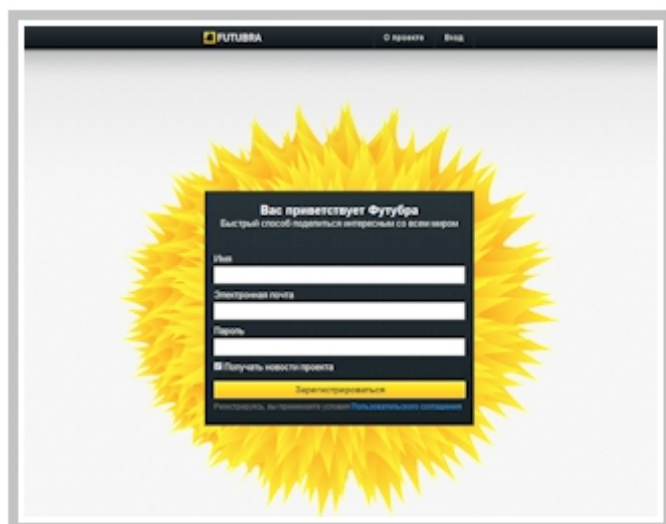 FUTUBRA
О проекте Вход
Вас приветствует Футубра
Быстрый способ поделиться интересным со всем миром
Имя
Электронная почта
Пароль
Получать новости проекта
Зарегистрироваться
Регистрируясь, вы принимаете условия Пользовательского соглашения